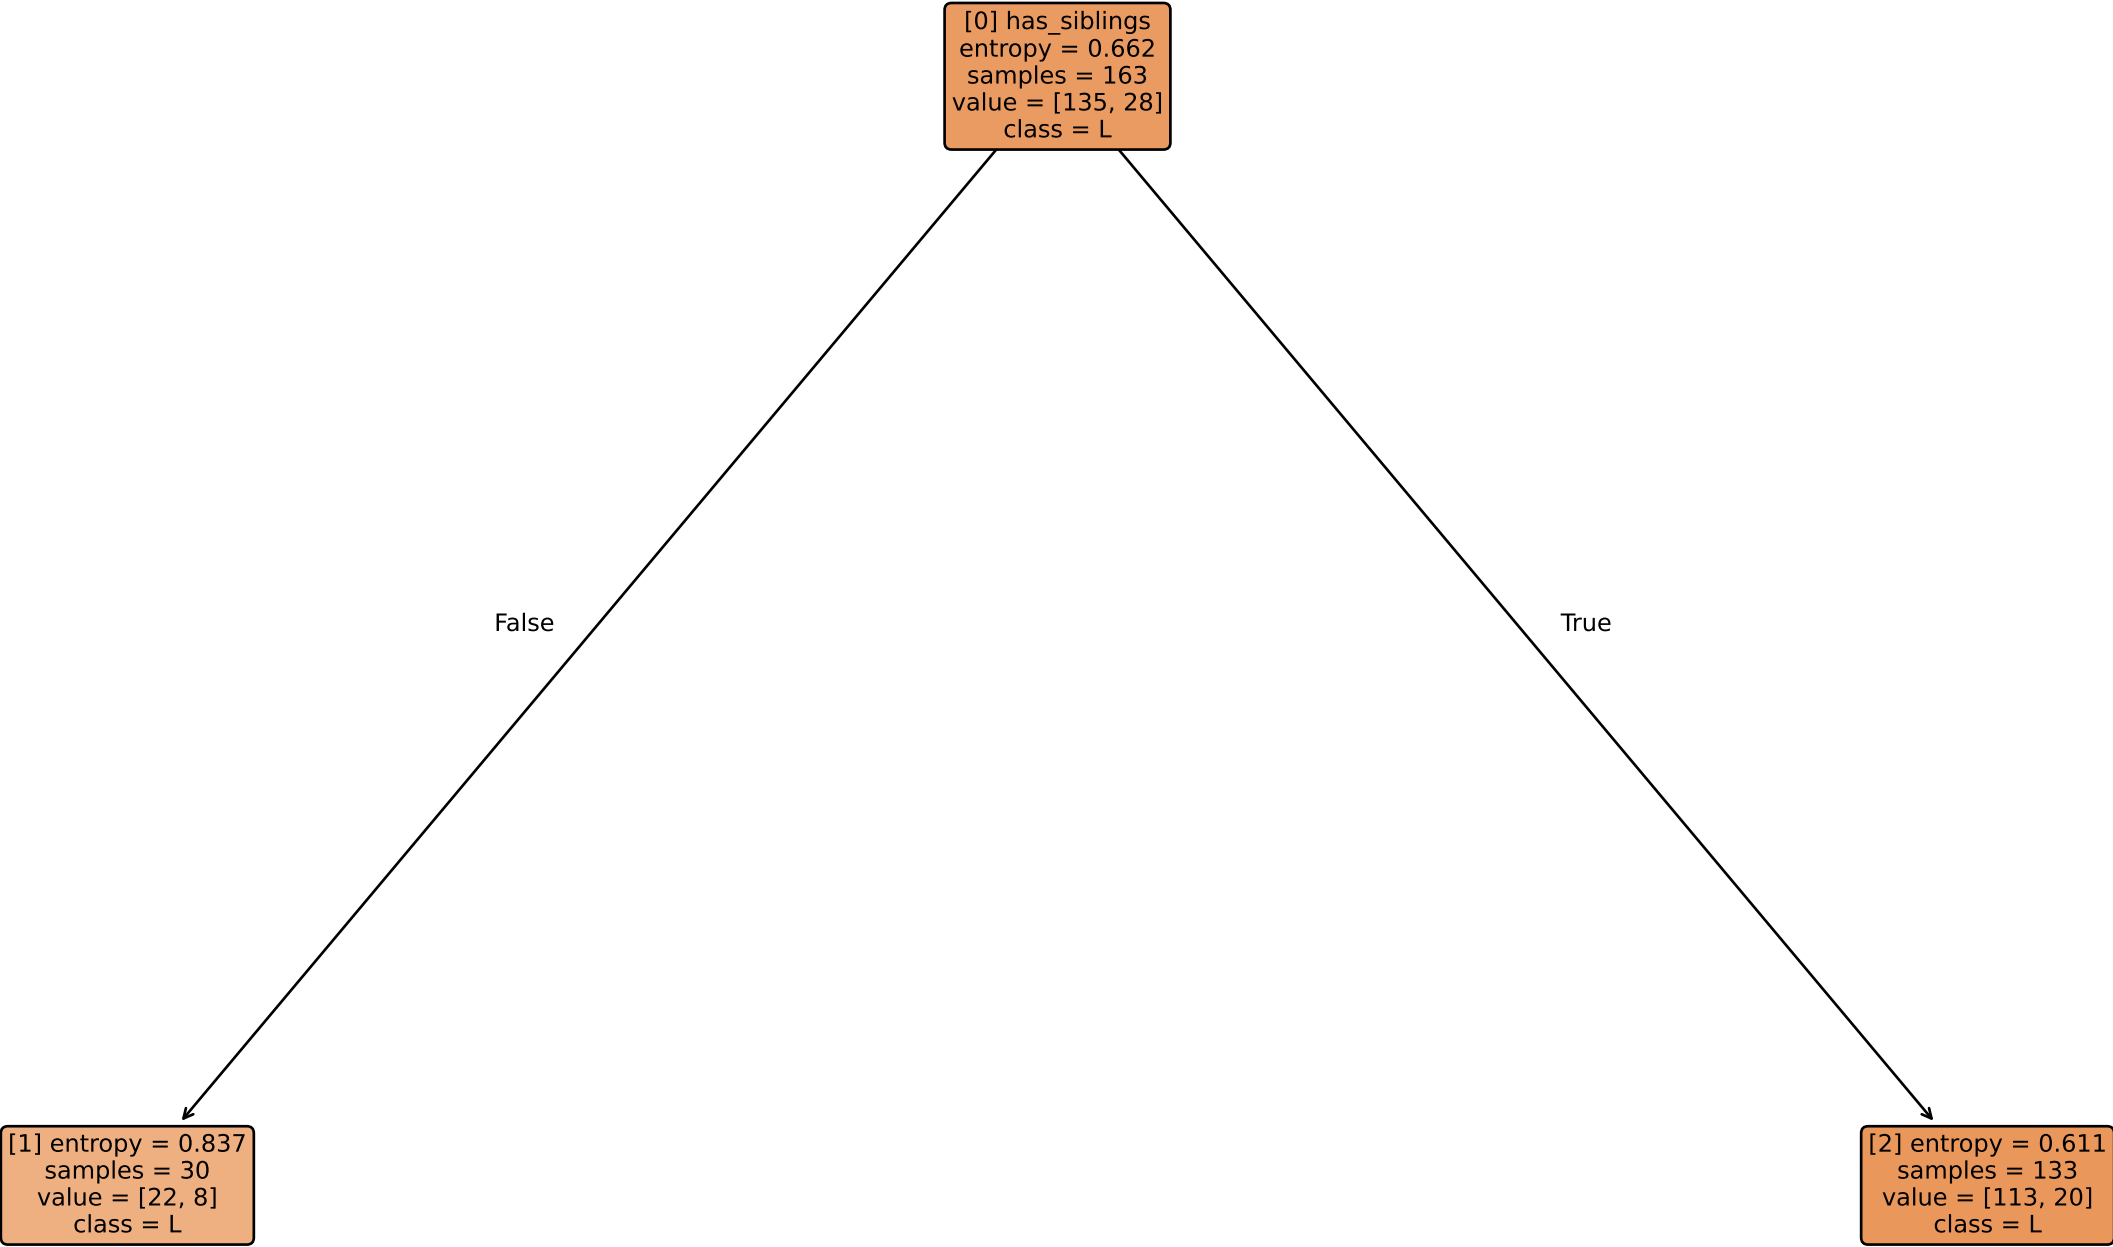 [0] has_siblings
entropy = 0.662
samples = 163
value = [135, 28]
class = L
False
True
[1] entropy = 0.837
samples = 30
value = [22, 8]
class = L
[2] entropy = 0.611
samples = 133
value = [113, 20]
class = L